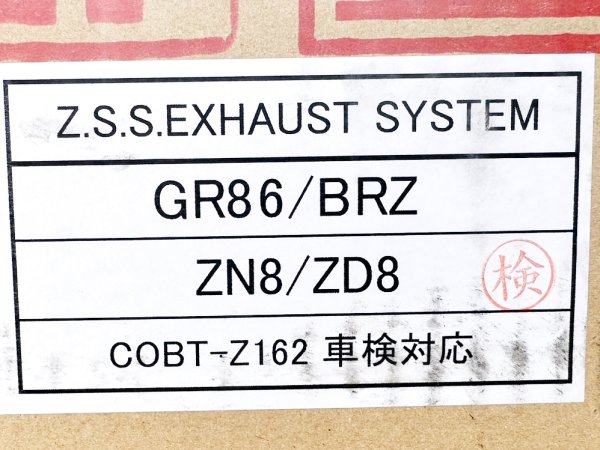 Z.S.S.EXHAUST SYSTEM
GR86/BRZ
ZN8/ZD8
検
COBT-Z162 車検対応